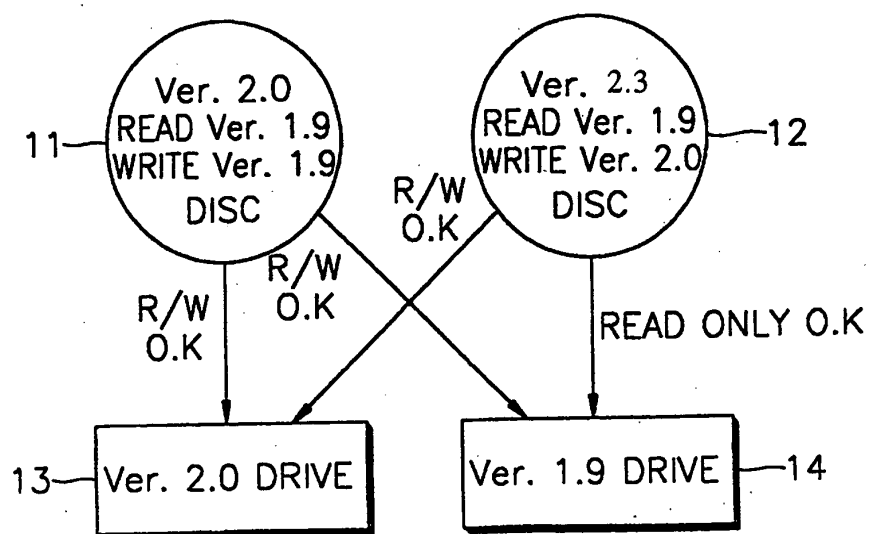 Ver. 2.0
READ Ver. 1.9
WRITE Ver. 1.9
DISC
11
Ver. 2.3
READ Ver. 1.9
WRITE Ver. 2.0
DISC
12
R/W
O.K
R/W
O.K
R/W
O.K
READ ONLY O.K
13
Ver. 2.0 DRIVE
Ver. 1.9 DRIVE
14